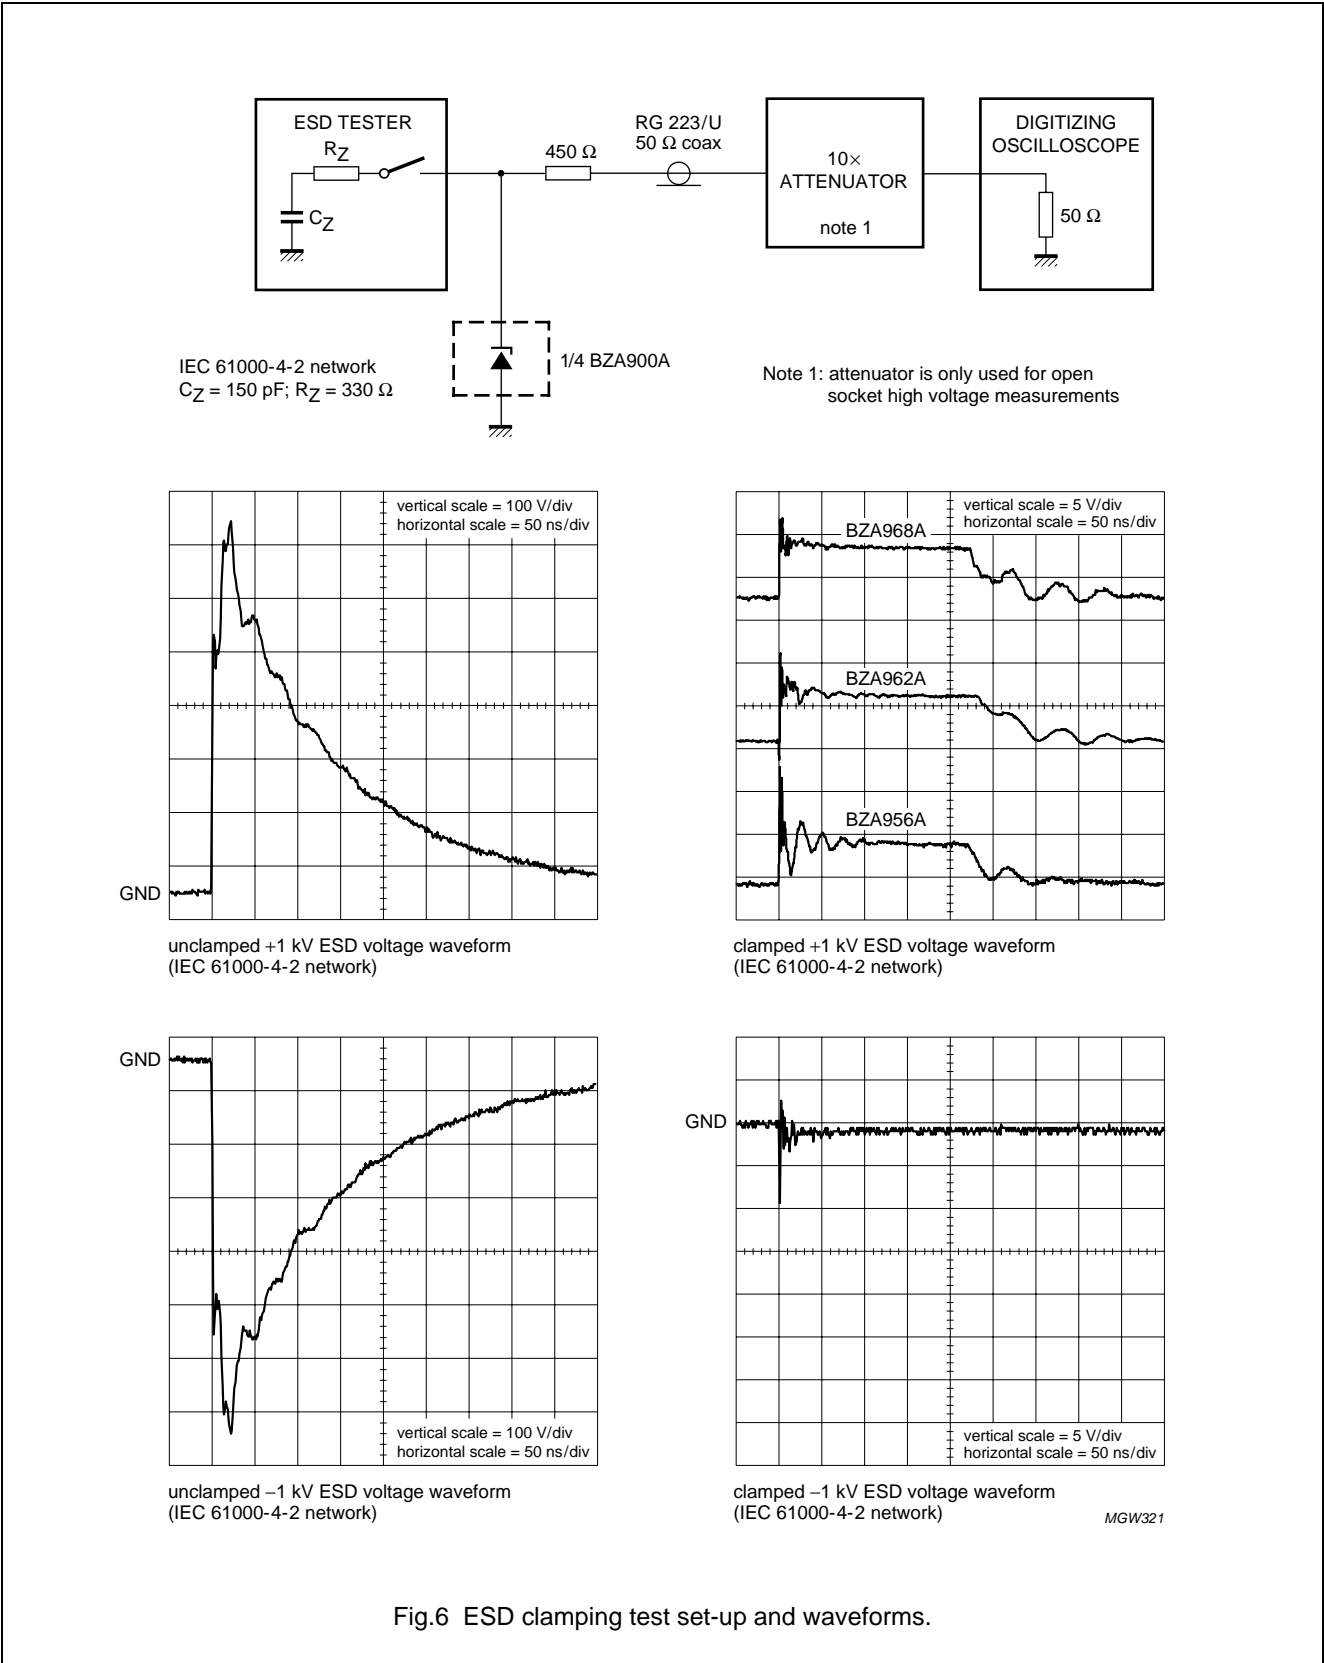 ESD TESTER
RZ
CZ
450 Ω
RG 223/U
50 Ω coax
10×
ATTENUATOR
note 1
DIGITIZING
OSCILLOSCOPE
50 Ω
IEC 61000-4-2 network
CZ = 150 pF; RZ = 330 Ω
1/4 BZA900A
Note 1: attenuator is only used for open
socket high voltage measurements
vertical scale = 100 V/div
horizontal scale = 50 ns/div
GND
unclamped +1 kV ESD voltage waveform
(IEC 61000-4-2 network)
vertical scale = 5 V/div
horizontal scale = 50 ns/div
BZA968A
BZA962A
BZA956A
clamped +1 kV ESD voltage waveform
(IEC 61000-4-2 network)
GND
vertical scale = 100 V/div
horizontal scale = 50 ns/div
unclamped −1 kV ESD voltage waveform
(IEC 61000-4-2 network)
GND
vertical scale = 5 V/div
horizontal scale = 50 ns/div
clamped −1 kV ESD voltage waveform
(IEC 61000-4-2 network)
MGW321
Fig.6 ESD clamping test set-up and waveforms.